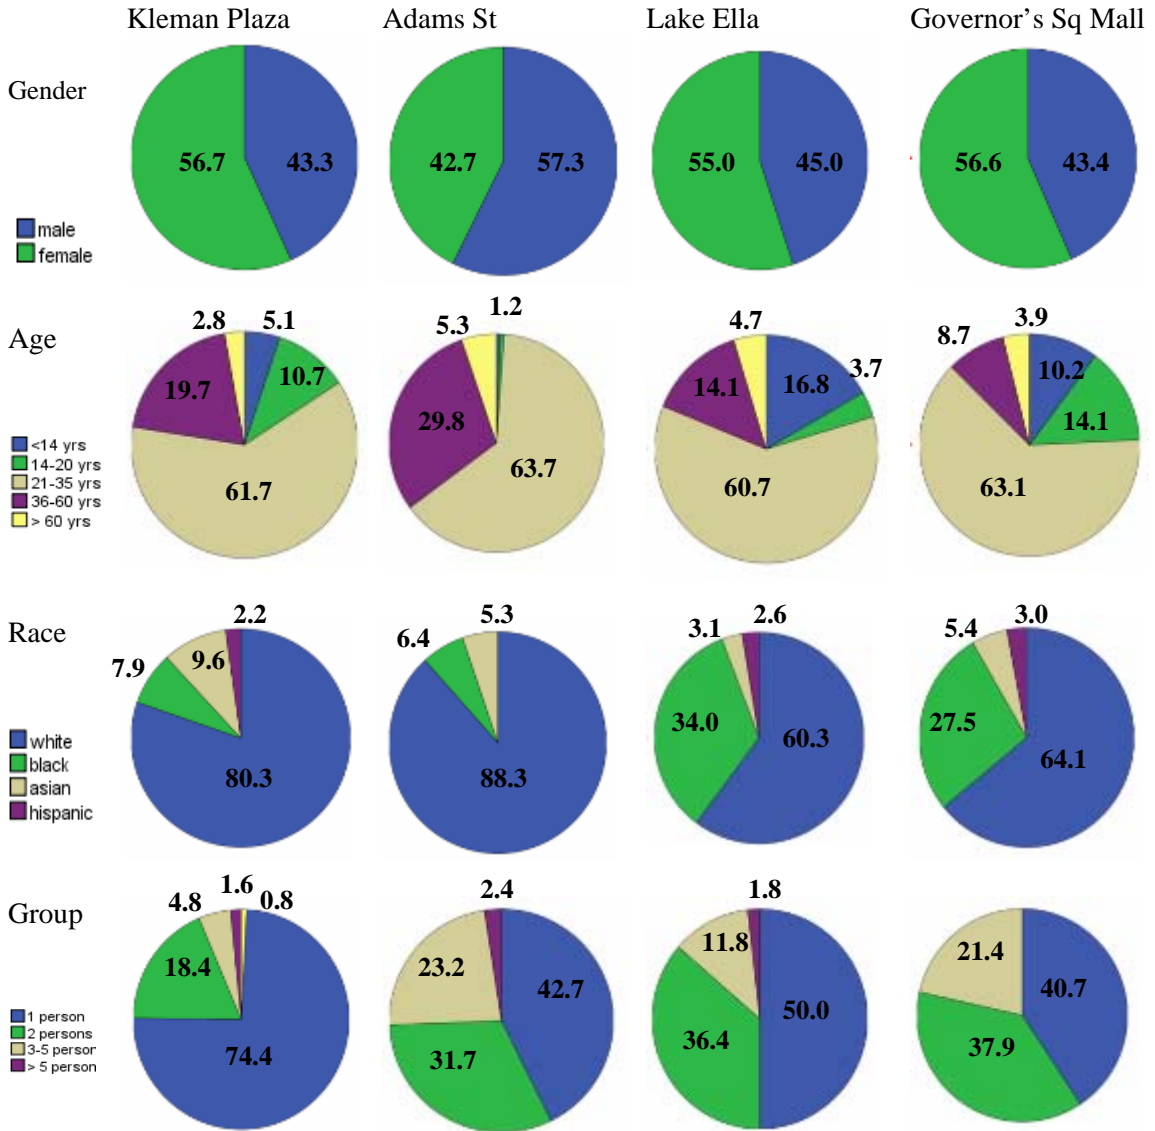 Kleman Plaza
Adams St
Lake Ella
Governor's Sq Mall
Gender
56.7
43.3
42.7
57.3
55.0
45.0
56.6
43.4
male
female
Age
2.8
5.1
19.7
10.7
61.7
5.3
1.2
29.8
63.7
4.7
3.7
14.1
16.8
60.7
8.7
3.9
10.2
14.1
63.1
<14 yrs
14-20 yrs
21-35 yrs
36-60 yrs
> 60 yrs
Race
2.2
7.9
9.6
80.3
6.4
5.3
88.3
3.1
2.6
34.0
60.3
5.4
3.0
27.5
64.1
white
black
asian
hispanic
Group
4.8
1.6
0.8
18.4
74.4
2.4
23.2
42.7
31.7
1.8
11.8
50.0
36.4
21.4
40.7
37.9
1 person
2 persons
3-5 person
> 5 person